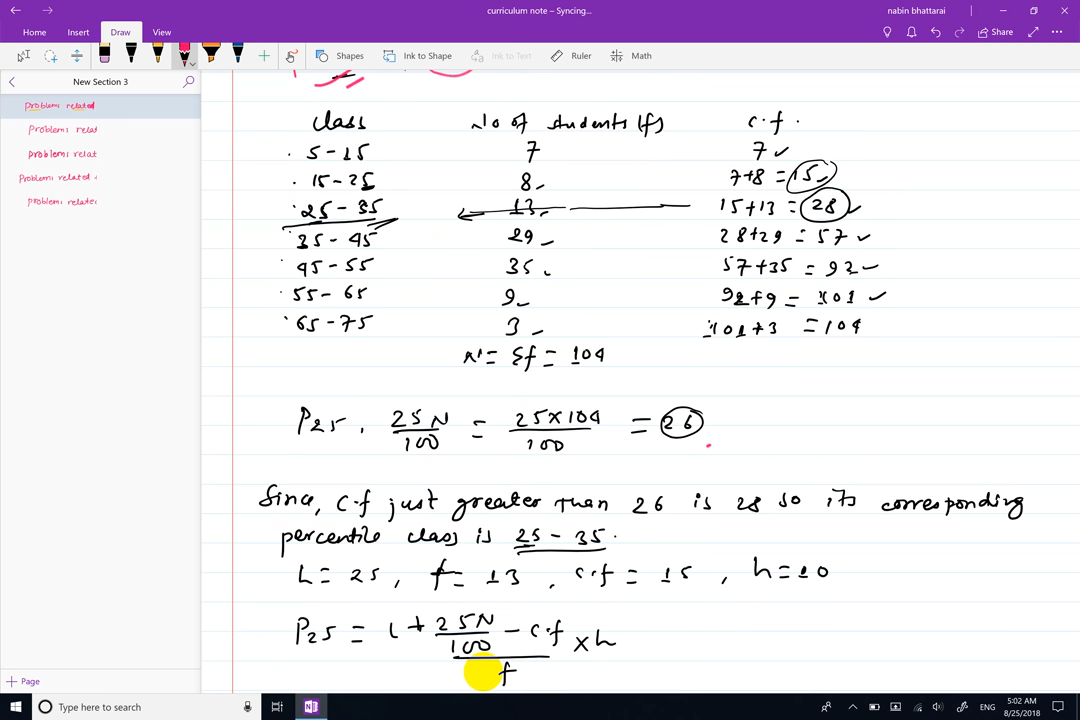 curriculum note - Syncing...
nabin bhattarai
Home Insert Draw View
Share
Shapes Ink to Shape Ink to Text Ruler Math
New Section 3
Problems related
Problems relat
Problems relat
Problems related
Problems relate
class No of students (f) c.f.
5-15 7 7
15-25 8 7+8 = 15
25-35 13 15+13 = 28
35-45 29 28+29 = 57
45-55 35 57+35 = 92
55-65 9 92+9 = 101
65-75 3 101+3 = 104
N = Σf = 104
P25, 25N/100 = 25×104/100 = 26
Since, C.f just greater than 26 is 28 so its corresponding
percentile class is 25-35.
L = 25, f = 13, c.f = 15, h = 10
P25 = L + (25N/100 - c.f)/f × h
Page
Type here to search
ENG
5:02 AM
8/25/2018